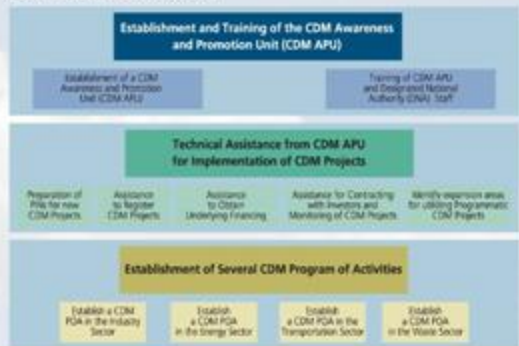 Establishment and Training of the CDM Awareness
and Promotion Unit (CDM APU)
Establishment of a CDM
Awareness and Promotion
Unit (CDM APU)
Training of CDM APU
and Designated National
Authority (DNA) Staff
Technical Assistance from CDM APU
for Implementation of CDM Projects
Preparation of
PINs for new
CDM Projects
Assistance
to Register
CDM Projects
Assistance
to Obtain
Underlying Financing
Assistance for Contracting
with Investors and
Monitoring of CDM Projects
Identify expansion areas
for utilizing Programmatic
CDM Projects
Establishment of Several CDM Program of Activities
Establish a CDM
POA in the Industry
Sector
Establish
a CDM POA
in the Energy Sector
Establish
a CDM POA in the
Transportation Sector
Establish
a CDM POA
in the Waste Sector